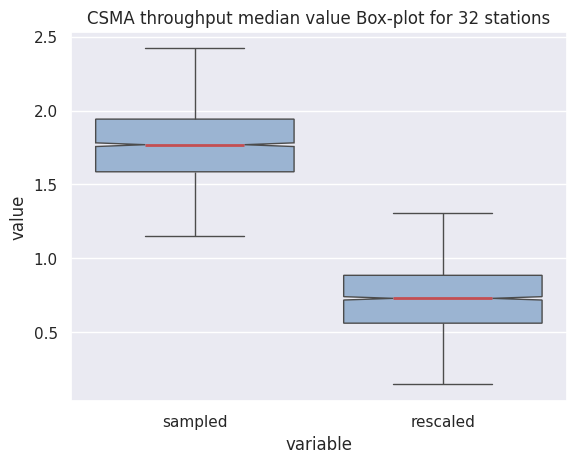 CSMA throughput median value Box-plot for 32 stations
2.5
2.0
1.5
1.0
0.5
value
sampled
rescaled
variable